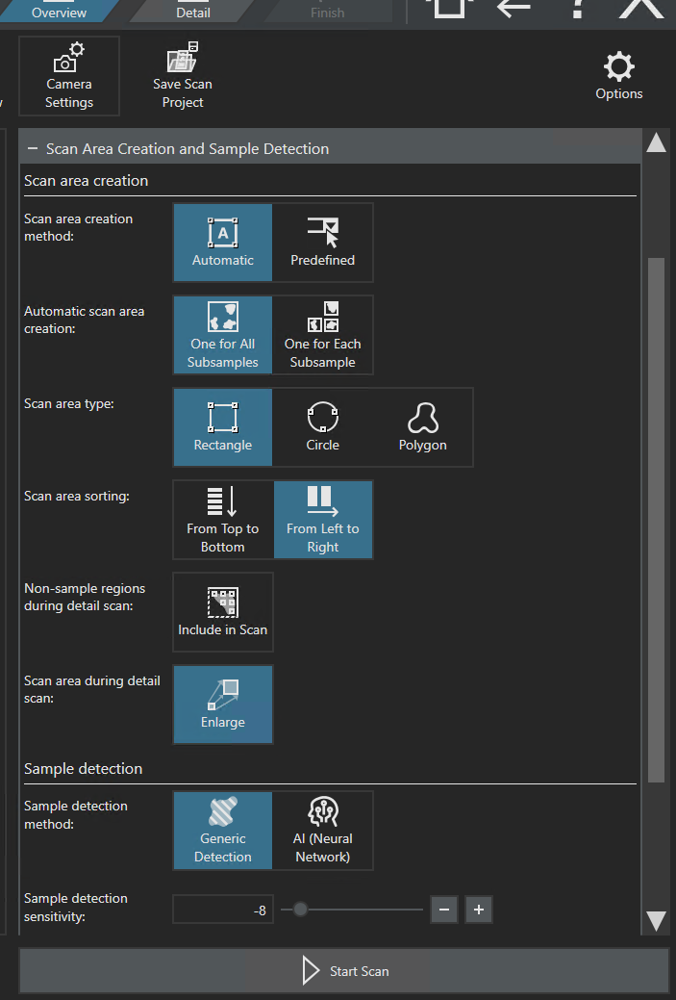 Overview
Detail
Finish
Camera
Settings
Save Scan
Project
Options
Scan Area Creation and Sample Detection
Scan area creation
Scan area creation
method:
A
Automatic
Predefined
Automatic scan area
creation:
One for All
Subsamples
One for Each
Subsample
Scan area type:
Rectangle
Circle
Polygon
Scan area sorting:
From Top to
Bottom
From Left to
Right
Non-sample regions
during detail scan:
Include in Scan
Scan area during detail
scan:
Enlarge
Sample detection
Sample detection
method:
Generic
Detection
AI (Neural
Network)
Sample detection
sensitivity:
-8
Start Scan